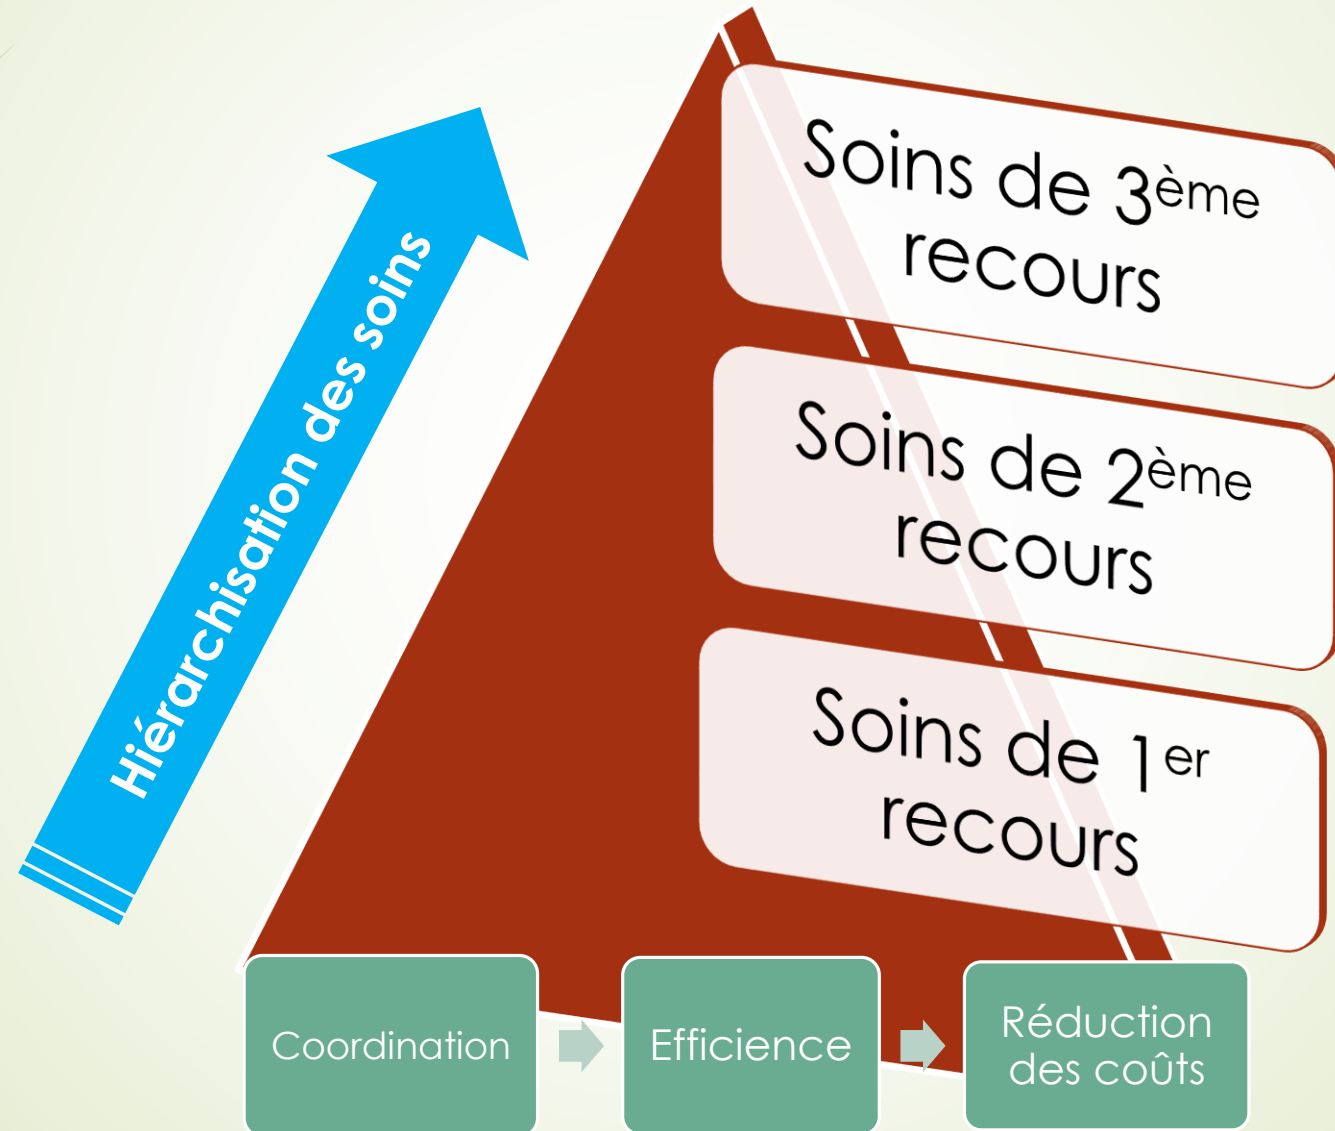 Hiérarchisation des soins
Soins de 3ème
recours
Soins de 2ème
recours
Soins de 1er
recours
Coordination
Efficience
Réduction
des coûts